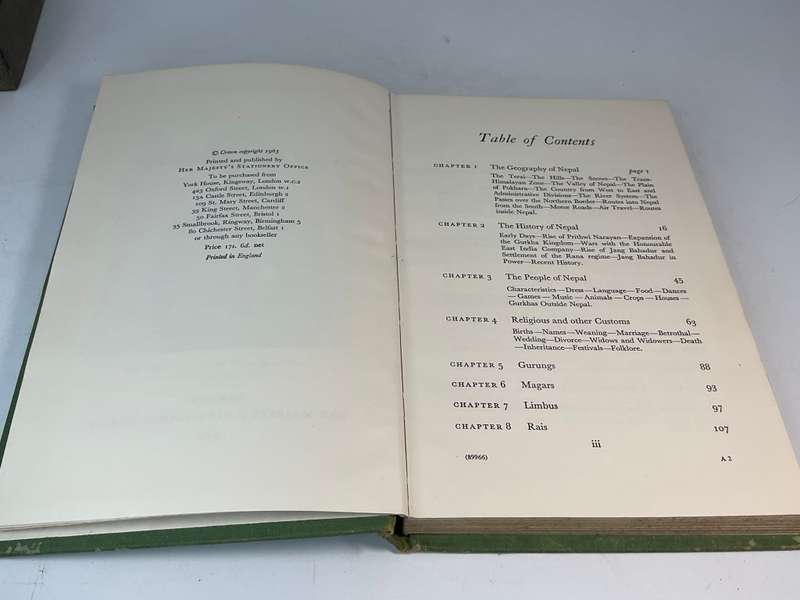 © Crown copyright 1965
Printed and published by
HER MAJESTY'S STATIONERY OFFICE
To be purchased from
York House, Kingsway, London W.C.2
423 Oxford Street, London W.1
13A Castle Street, Edinburgh 2
109 St. Mary Street, Cardiff
39 King Street, Manchester 2
50 Fairfax Street, Bristol 1
35 Smallbrook, Ringway, Birmingham 5
80 Chichester Street, Belfast 1
or through any bookseller
Price 17s. 6d. net
Printed in England
Table of Contents
CHAPTER 1 The Geography of Nepal page 1
The Terai—The Hills—The Snows—The Trans-
Himalayan Zone—The Valley of Nepal—The Plain
of Pokhara—The Country from West to East and
Administrative Divisions—The River System—The
Passes over the Northern Border—Routes into Nepal
from the South—Motor Roads—Air Travel—Routes
inside Nepal.
CHAPTER 2 The History of Nepal 16
Early Days—Rise of Prithwi Narayan—Expansion of
the Gurkha Kingdom—Wars with the Honourable
East India Company—Rise of Jang Bahadur and
Settlement of the Rana regime—Jang Bahadur in
Power—Recent History.
CHAPTER 3 The People of Nepal 45
Characteristics—Dress—Language—Food—Dances
—Games—Music—Animals—Crops—Houses—
Gurkhas Outside Nepal.
CHAPTER 4 Religious and other Customs 63
Births—Names—Weaning—Marriage—Betrothal—
Wedding—Divorce—Widows and Widowers—Death
—Inheritance—Festivals—Folklore.
CHAPTER 5 Gurungs 88
CHAPTER 6 Magars 93
CHAPTER 7 Limbus 97
CHAPTER 8 Rais 107
iii
(89966) A 2